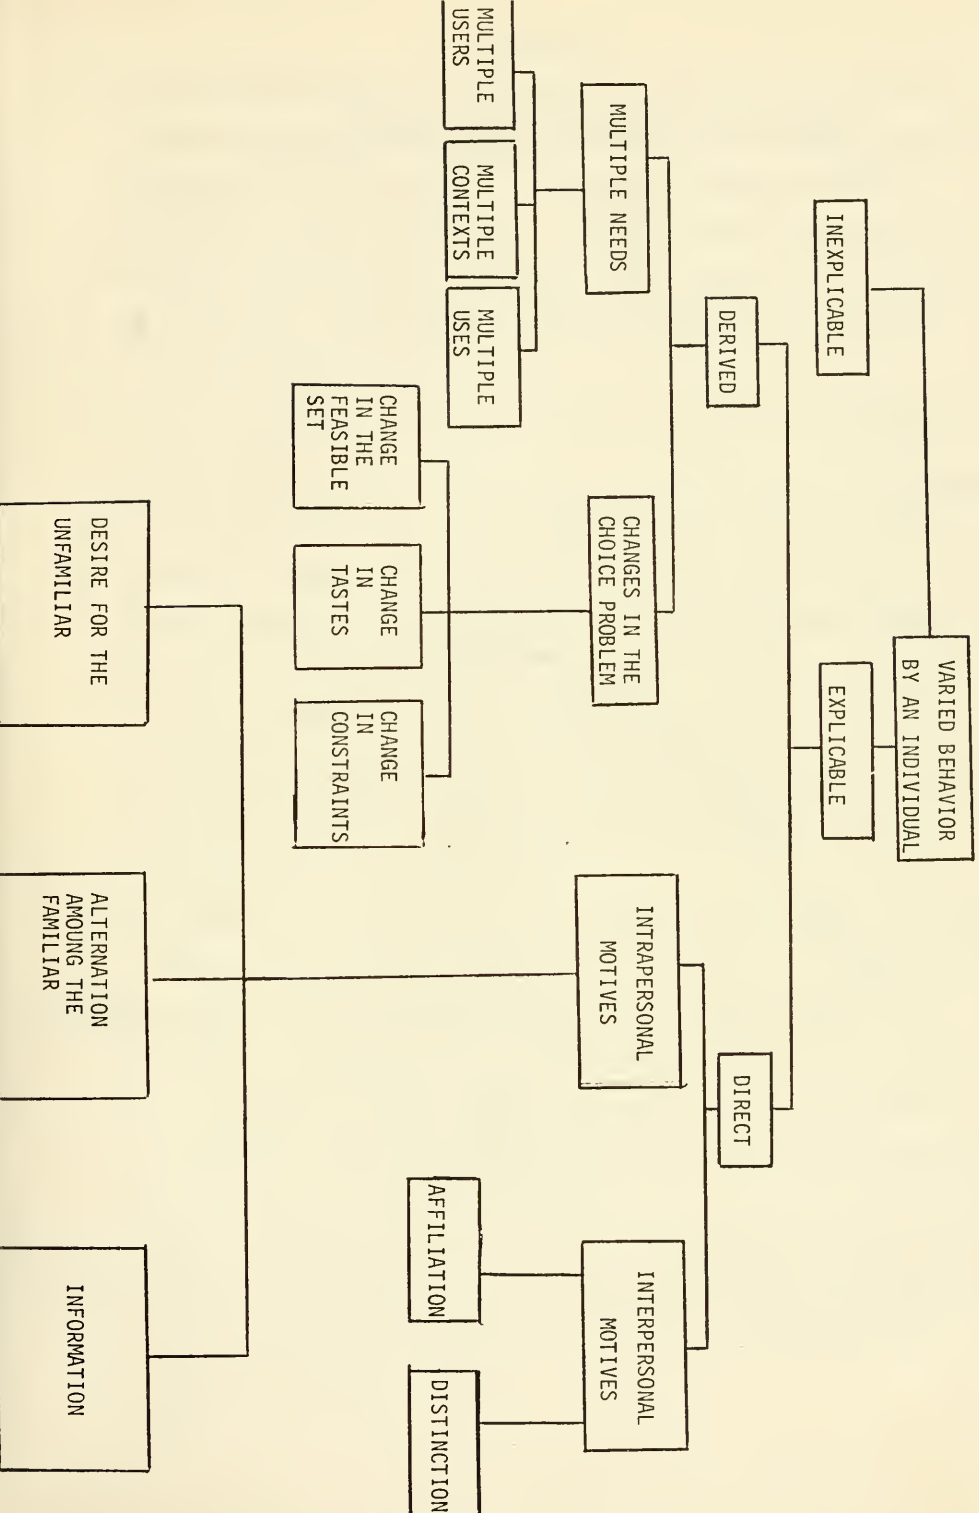 VARIED BEHAVIOR
BY AN INDIVIDUAL
INEXPLICABLE
EXPLICABLE
DERIVED
DIRECT
MULTIPLE NEEDS
CHANGES IN THE
CHOICE PROBLEM
INTRAPERSONAL
MOTIVES
INTERPERSONAL
MOTIVES
MULTIPLE
USERS
MULTIPLE
CONTEXTS
MULTIPLE
USES
CHANGE
IN THE
FEASIBLE
SET
CHANGE
IN
TASTES
CHANGE
IN
CONSTRAINTS
AFFILIATION
DISTINCTION
DESIRE FOR THE
UNFAMILIAR
ALTERNATION
AMOUNG THE
FAMILIAR
INFORMATION